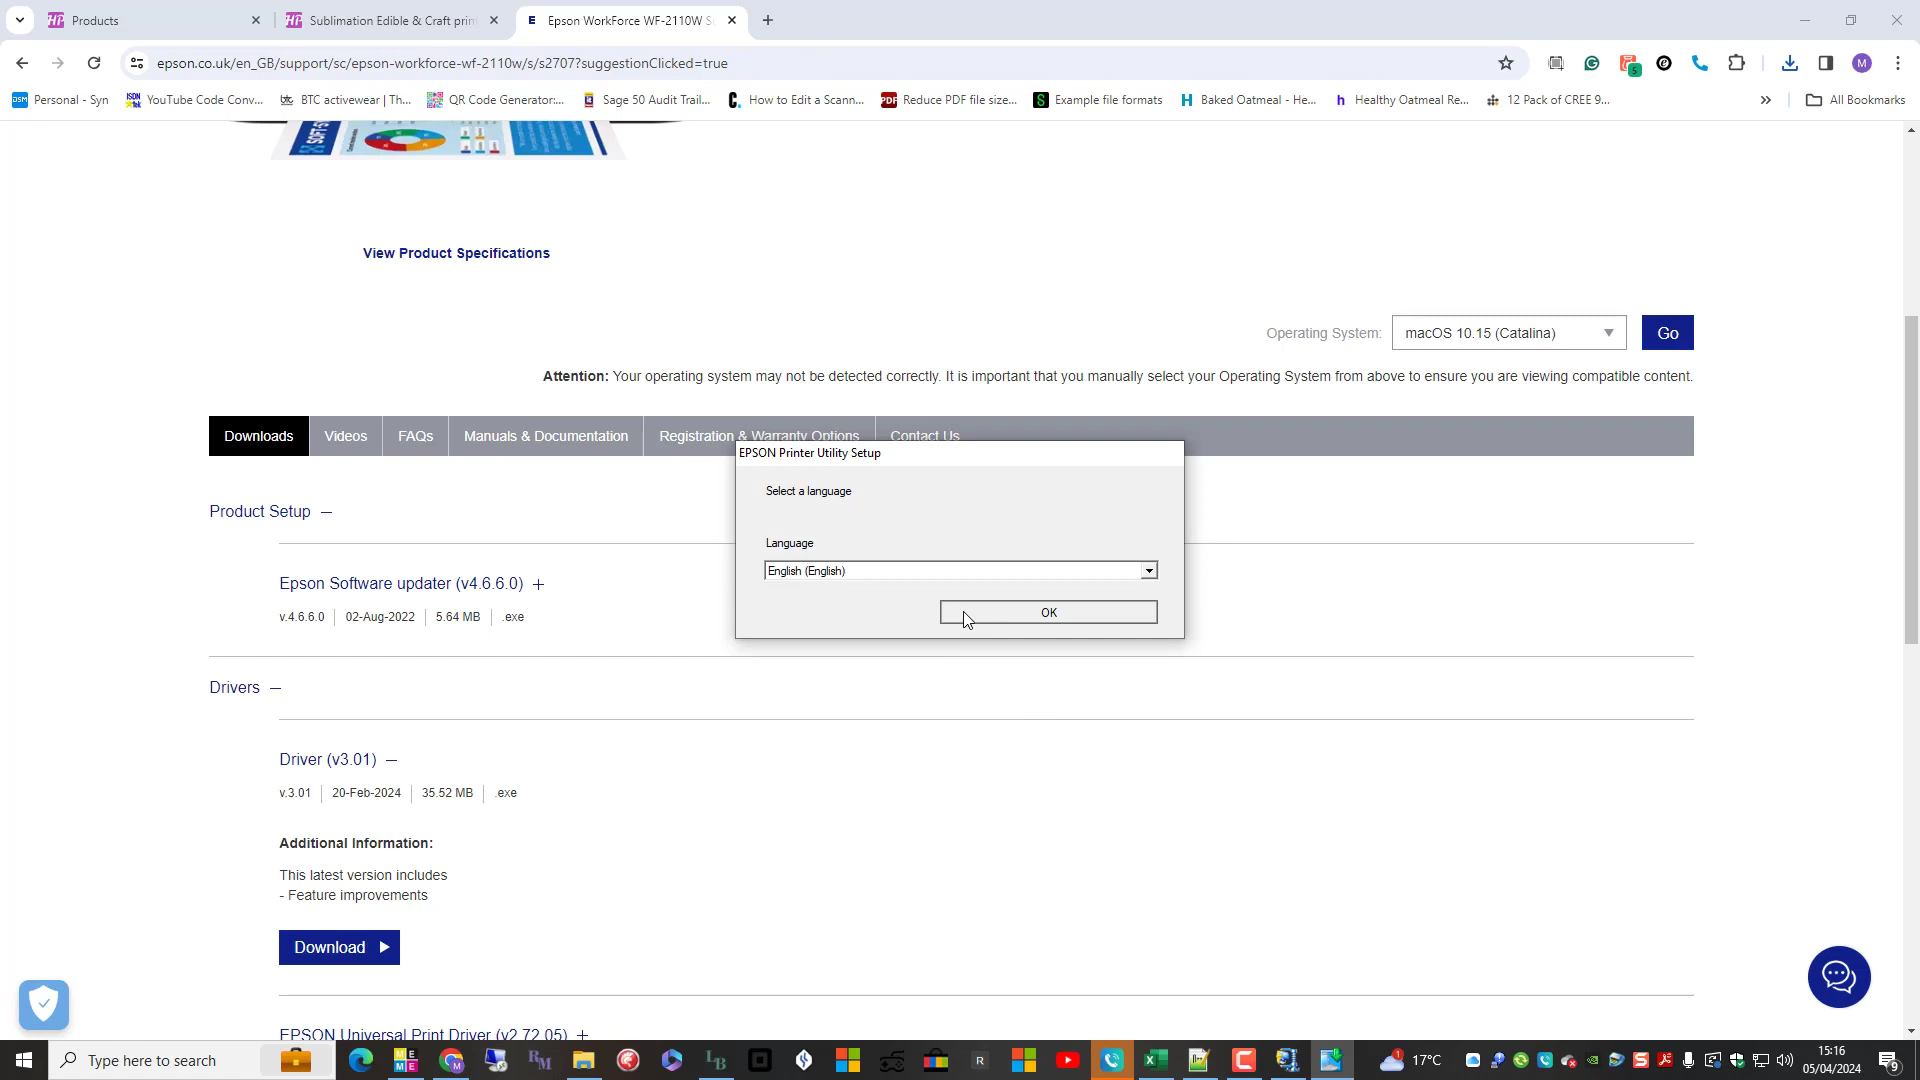 Products
Sublimation Edible & Craft prin
Epson WorkForce WF-2110W S
epson.co.uk/en_GB/support/sc/epson-workforce-wf-2110w/s/s2707?suggestionClicked=true
5
M
Personal - Syn
YouTube Code Conv...
BTC activewear | Th...
QR Code Generator:...
Sage 50 Audit Trail...
How to Edit a Scann...
Reduce PDF file size...
Example file formats
Baked Oatmeal - He...
Healthy Oatmeal Re...
12 Pack of CREE 9...
All Bookmarks
View Product Specifications
Operating System:
macOS 10.15 (Catalina)
Go
Attention: Your operating system may not be detected correctly. It is important that you manually select your Operating System from above to ensure you are viewing compatible content.
Downloads
Videos
FAQs
Manuals & Documentation
Registration & Warranty Options
Contact Us
EPSON Printer Utility Setup
Select a language
Language
English (English)
OK
Product Setup —
Epson Software updater (v4.6.6.0) +
v.4.6.6.0 | 02-Aug-2022 | 5.64 MB | .exe
Drivers —
Driver (v3.01) —
v.3.01 | 20-Feb-2024 | 35.52 MB | .exe
Additional Information:
This latest version includes
- Feature improvements
Download
EPSON Universal Print Driver (v2.72.05) +
Type here to search
17°C
15:16
05/04/2024
9